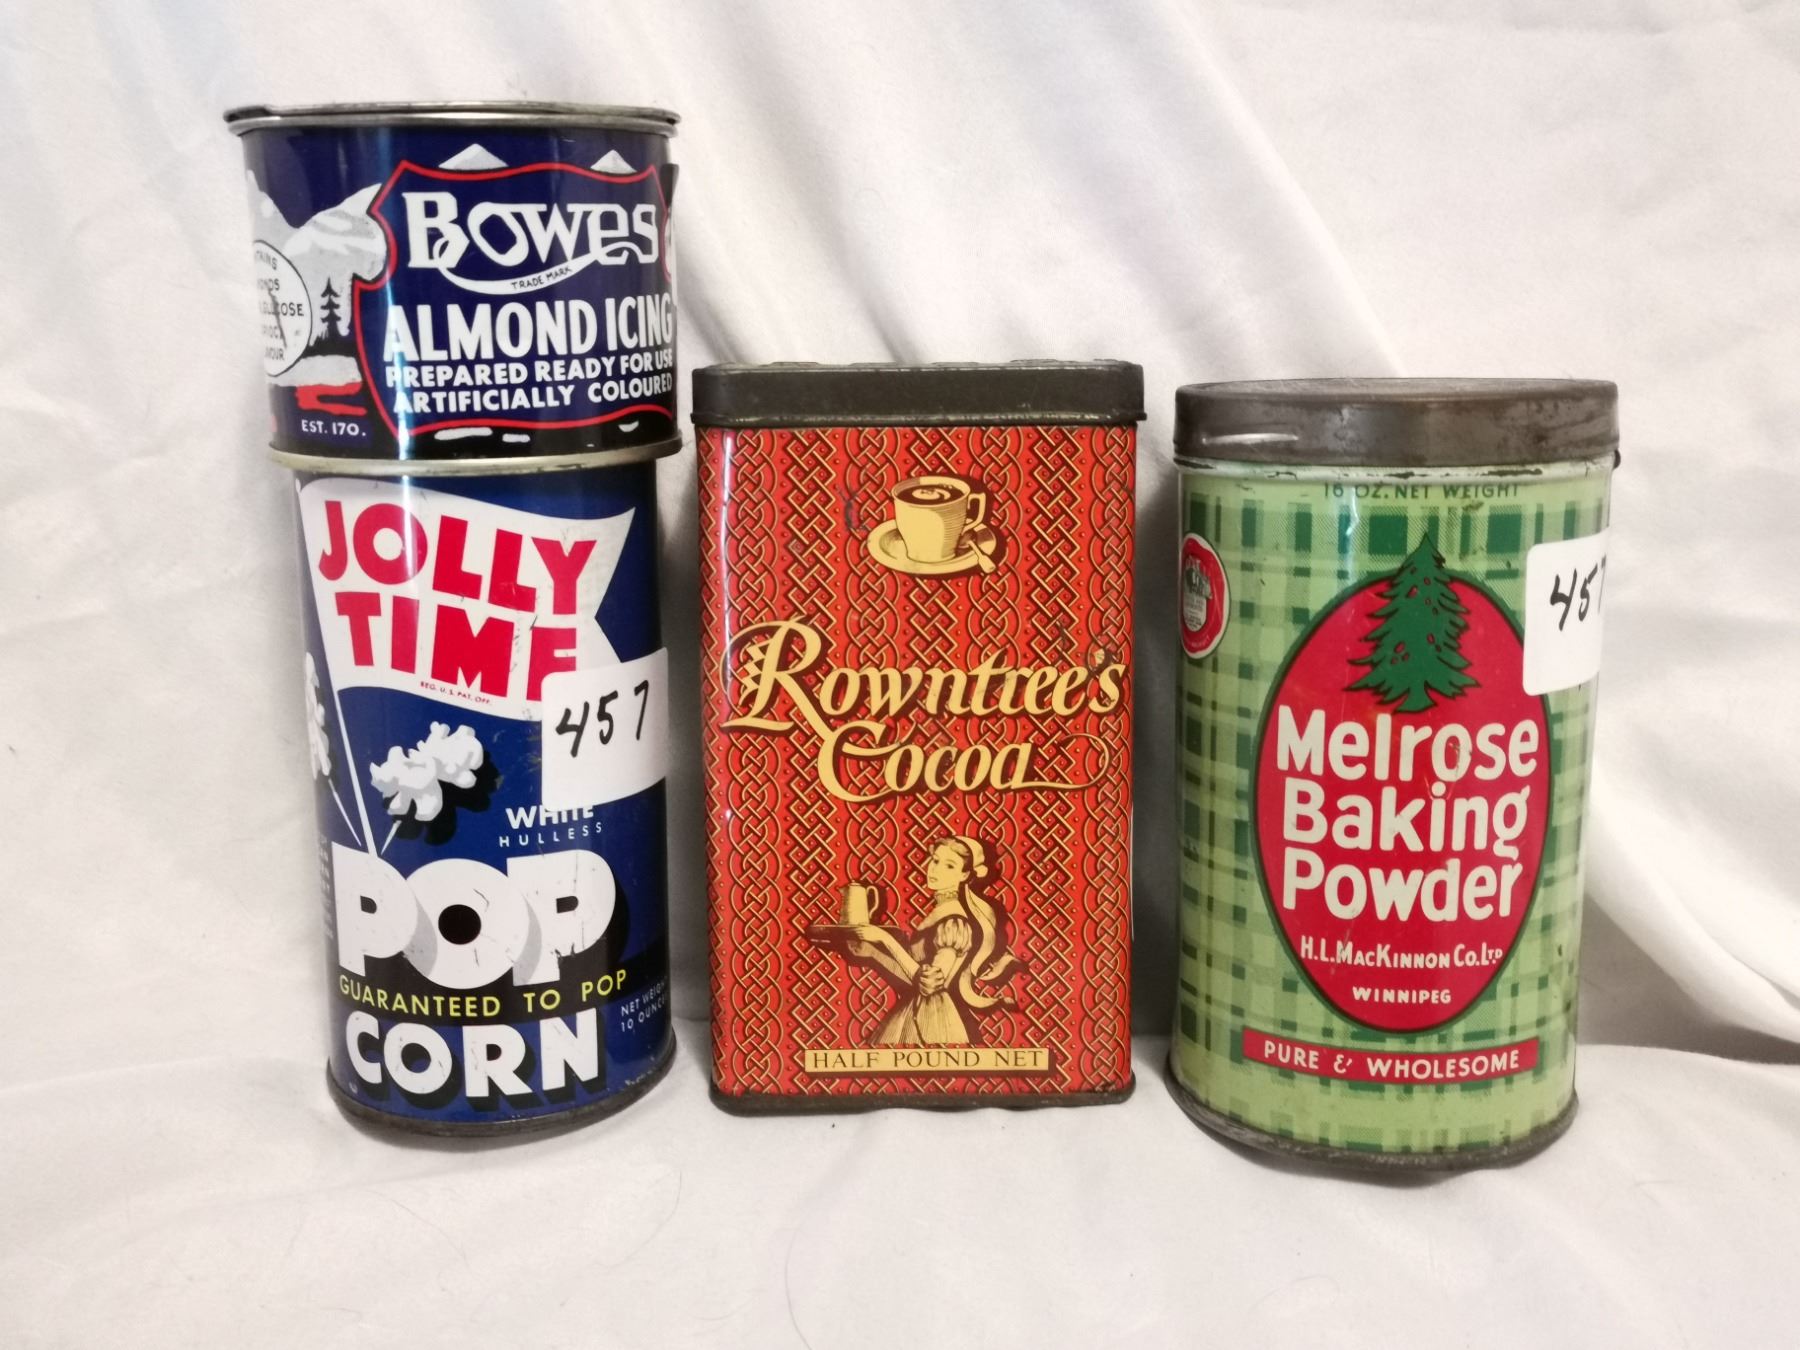 Bowes
TRADE MARK
ALMOND ICING
PREPARED READY FOR USE
ARTIFICIALLY COLOURED
EST. 170.
JOLLY
TIME
REG. U.S. PAT. OFF.
457
WHITE
HULLESS
POP
GUARANTEED TO POP
NET WEIGHT
10 OUNCES
CORN
Rowntree's
Cocoa
HALF POUND NET
16 OZ. NET WEIGHT
457
Melrose
Baking
Powder
H.L. MacKinnon Co. Ltd
WINNIPEG
PURE & WHOLESOME